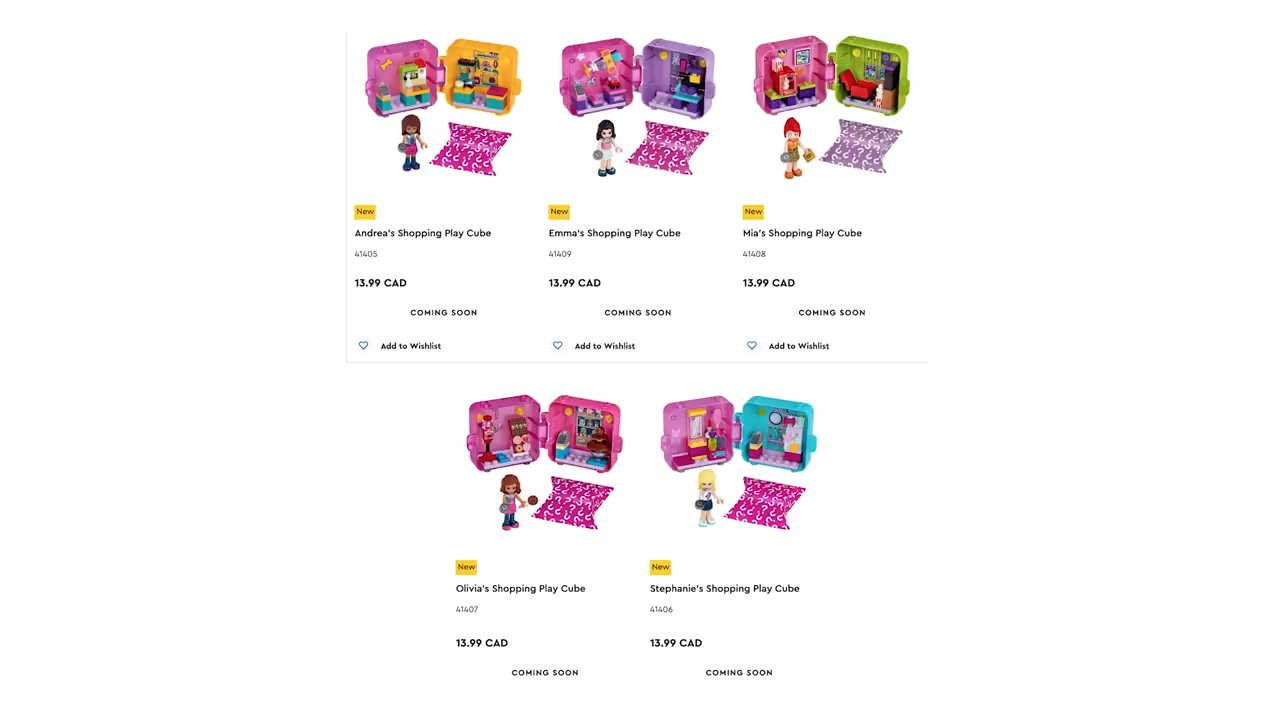 New New New
Andrea's Shopping Play Cube Emma's Shopping Play Cube Mia's Shopping Play Cube
41405 41409 41408
13.99 CAD 13.99 CAD 13.99 CAD
COMING SOON COMING SOON COMING SOON
Add to Wishlist Add to Wishlist Add to Wishlist
New New
Olivia's Shopping Play Cube Stephanie's Shopping Play Cube
41407 41406
13.99 CAD 13.99 CAD
COMING SOON COMING SOON